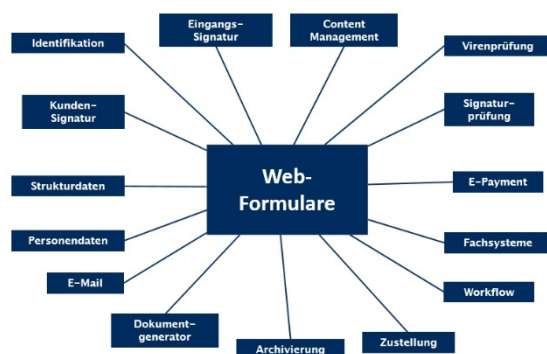 Eingangs-
Signatur
Content
Management
Identifikation
Virenprüfung
Kunden-
Signatur
Signatur-
prüfung
Web-
Formulare
Strukturdaten
E-Payment
Personendaten
Fachsysteme
E-Mail
Workflow
Dokument-
generator
Archivierung
Zustellung